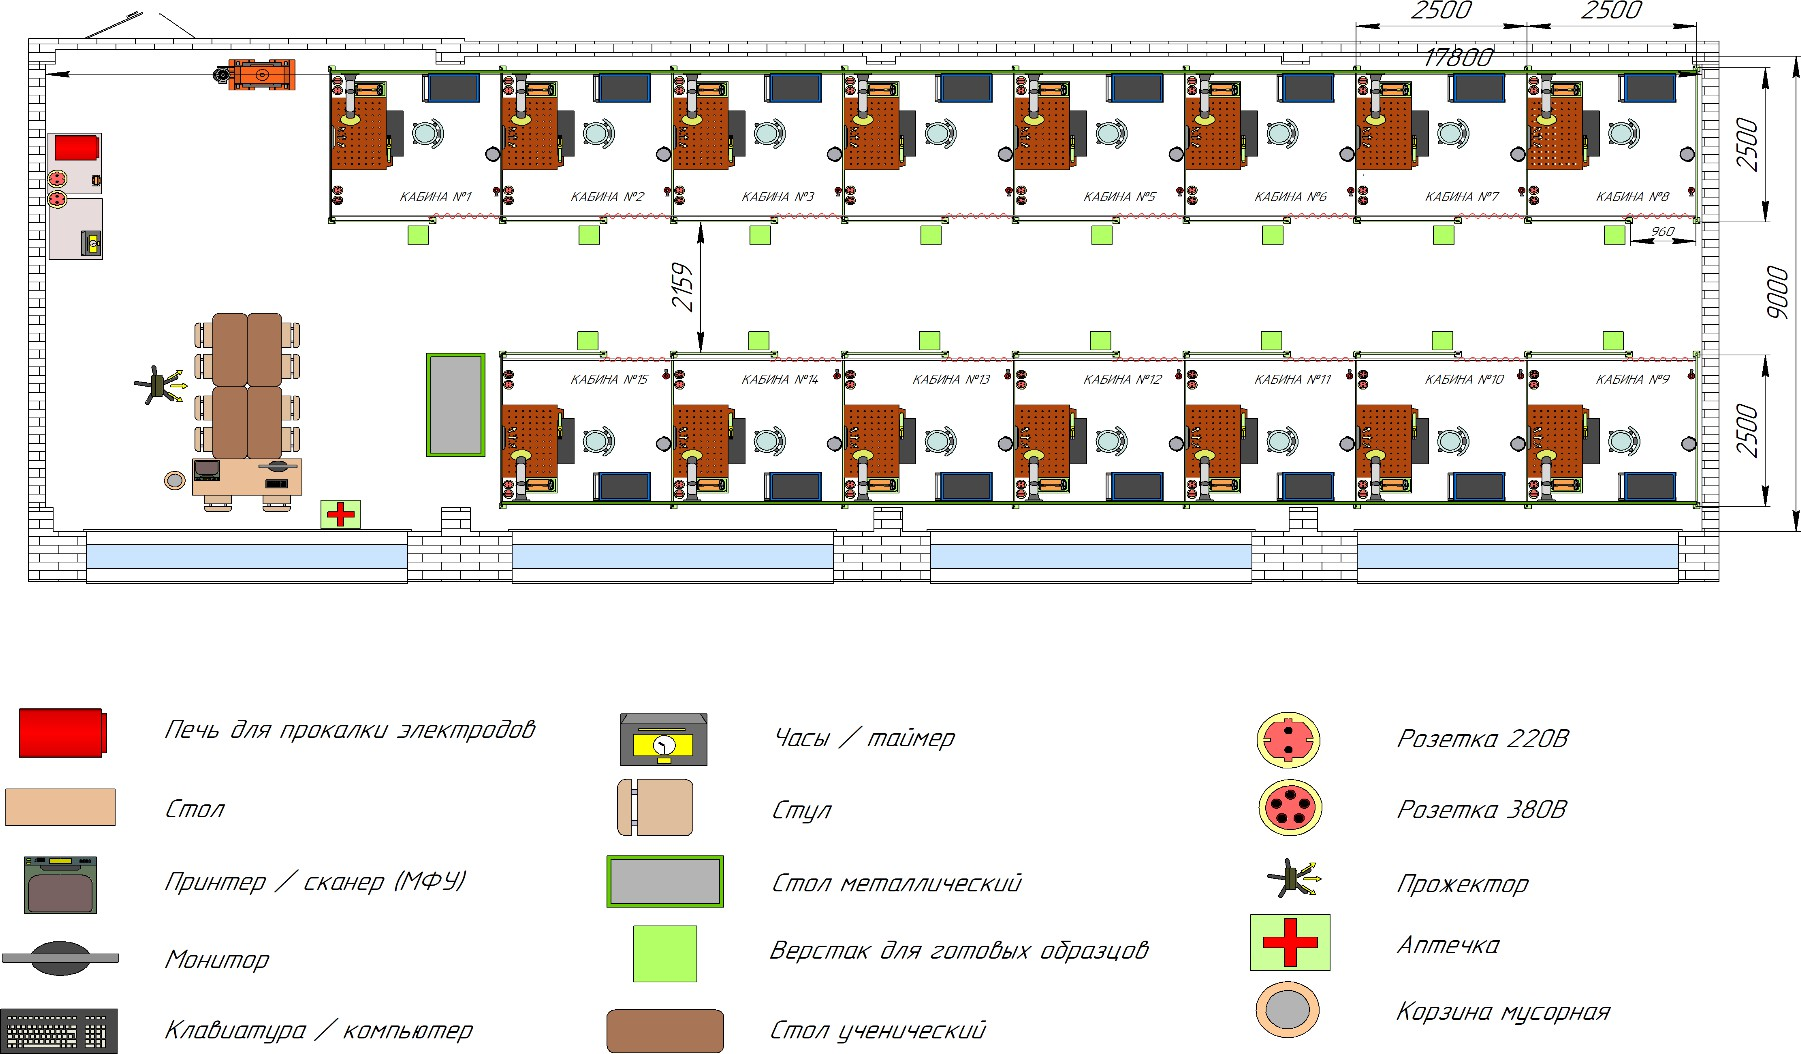 2500 2500
17800
КАБИНА №1 КАБИНА №2 КАБИНА №3 КАБИНА №5 КАБИНА №6 КАБИНА №7 КАБИНА №8
2500
960
2159
9000
КАБИНА №15 КАБИНА №14 КАБИНА №13 КАБИНА №12 КАБИНА №11 КАБИНА №10 КАБИНА №9
2500
Печь для прокалки электродов
Стол
Принтер / сканер (МФУ)
Монитор
Клавиатура / компьютер
Часы / таймер
Стул
Стол металлический
Верстак для готовых образцов
Стол ученический
Розетка 220В
Розетка 380В
Прожектор
Аптечка
Корзина мусорная